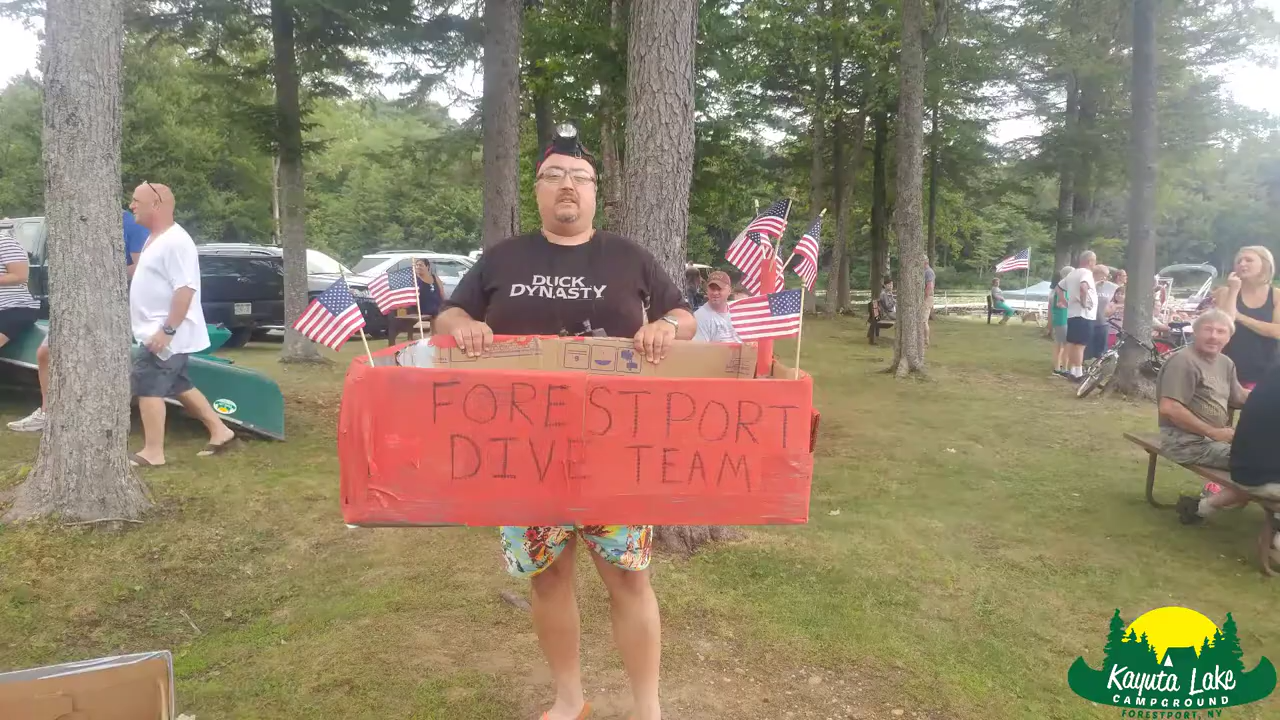 DUCK
DYNASTY
FORESTPORT
DIVE TEAM
Kayuta Lake
CAMPGROUND
FORESTPORT, NY